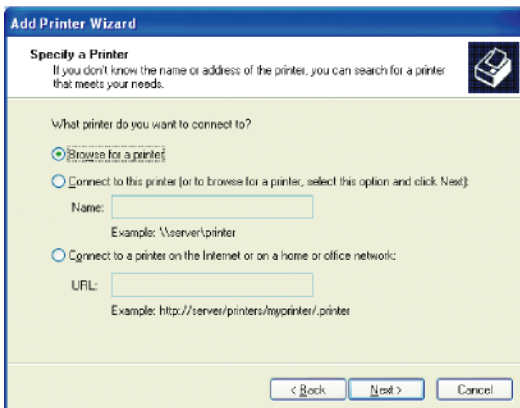 Add Printer Wizard
Specify a Printer
If you don't know the name or address of the printer, you can search for a printer
that meets your needs.
What printer do you want to connect to?
Browse for a printer
Connect to this printer (or to browse for a printer, select this option and click Next):
Name:
Example: \\server\printer
Connect to a printer on the Internet or on a home or office network:
URL:
Example: http://server/printers/myprinter/.printer
< Back Next > Cancel